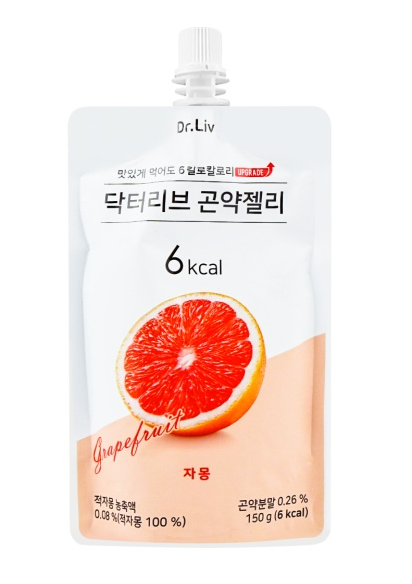 Dr.Liv
맛있게 먹어도 6킬로칼로리 UPGRADE
닥터리브 곤약젤리
6 kcal
Grapefruit
자몽
적자몽 농축액
0.08 %(적자몽 100 %)
곤약분말 0.26 %
150 g (6 kcal)